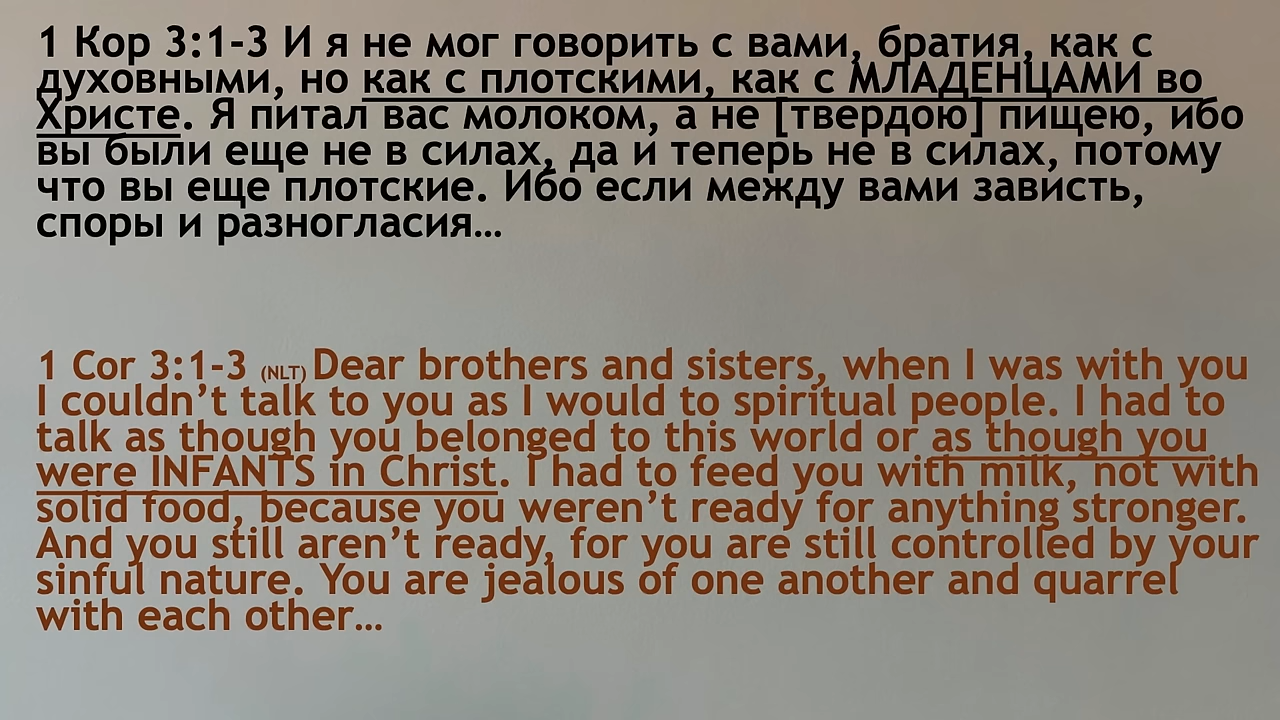 1 Кор 3:1-3 И я не мог говорить с вами, братия, как с
духовными, но как с плотскими, как с МЛАДЕНЦАМИ во
Христе. Я питал вас молоком, а не [твердою] пищею, ибо
вы были еще не в силах, да и теперь не в силах, потому
что вы еще плотские. Ибо если между вами зависть,
споры и разногласия…
1 Cor 3:1-3 (NLT) Dear brothers and sisters, when I was with you
I couldn’t talk to you as I would to spiritual people. I had to
talk as though you belonged to this world or as though you
were INFANTS in Christ. I had to feed you with milk, not with
solid food, because you weren’t ready for anything stronger.
And you still aren’t ready, for you are still controlled by your
sinful nature. You are jealous of one another and quarrel
with each other…